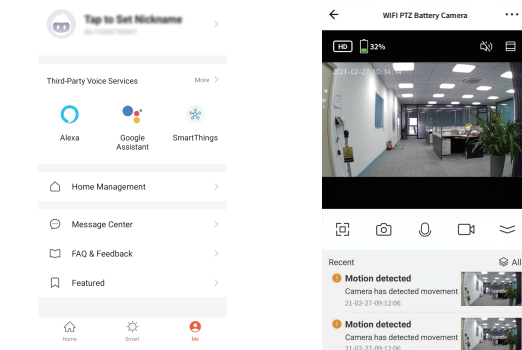 Tap to Set Nickname
Third-Party Voice Services
More
Alexa
Google
Assistant
SmartThings
Home Management
Message Center
FAQ & Feedback
Featured
Home
Smart
Me
WIFI PTZ Battery Camera
HD
32%
2021-02-27 10:14:14
Recent
All
Motion detected
Camera has detected movement
21-02-27-09:12:06
Motion detected
Camera has detected movement
21-02-27-09:12:06